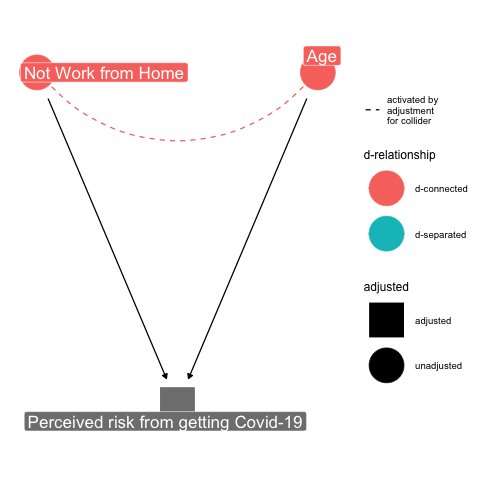 Not Work from Home
Age
activated by
adjustment
for collider
d-relationship
d-connected
d-separated
adjusted
adjusted
unadjusted
Perceived risk from getting Covid-19